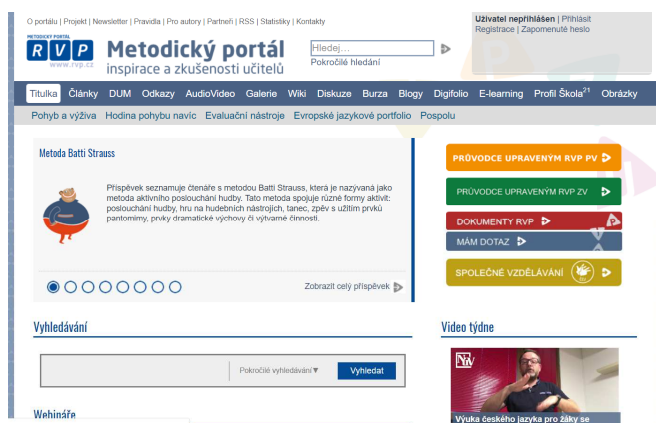 O portálu | Projekt | Newsletter | Pravidla | Pro autory | Partneři | RSS | Statistiky | Kontakty
Uživatel nepřihlášen | Přihlásit
Registrace | Zapomenuté heslo
METODICKÝ PORTÁL
RVP
www.rvp.cz
Metodický portál
inspirace a zkušenosti učitelů
Hledej...
Pokročilé hledání
Titulka Články DUM Odkazy AudioVideo Galerie Wiki Diskuze Burza Blogy Digifolio E-learning Profil Škola21 Obrázky
Pohyb a výživa Hodina pohybu navíc Evaluační nástroje Evropské jazykové portfolio Pospolu
Metoda Batti Strauss
Příspěvek seznamuje čtenáře s metodou Batti Strauss, která je nazývaná jako
metoda aktivního poslouchání hudby. Tato metoda spojuje různé formy aktivit:
poslouchání hudby, hru na hudebních nástrojích, tanec, zpěv s užitím prvků
pantomimy, prvky dramatické výchovy či výtvarné činnosti.
Zobrazit celý příspěvek
PRŮVODCE UPRAVENÝM RVP PV
PRŮVODCE UPRAVENÝM RVP ZV
DOKUMENTY RVP
MÁM DOTAZ
SPOLEČNÉ VZDĚLÁVÁNÍ
Vyhledávání
Pokročilé vyhledávání▼
Vyhledat
Video týdne
Výuka českého jazyka pro žáky se
Webináře